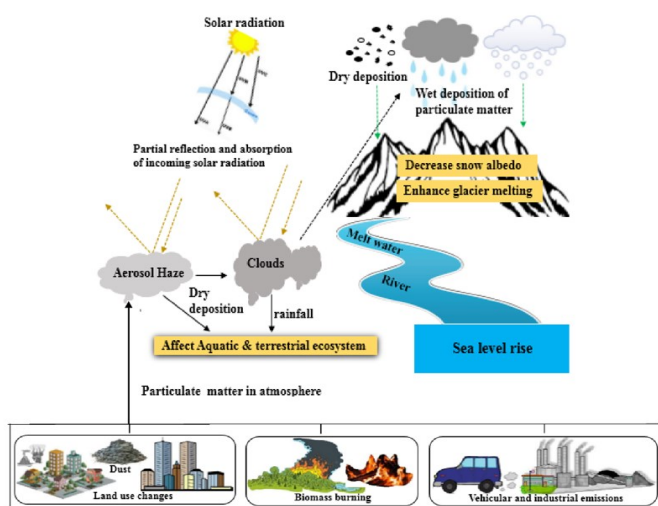 Solar radiation
Dry deposition
Wet deposition of
particulate matter
Partial reflection and absorption
of incoming solar radiation
Decrease snow albedo
Enhance glacier melting
Melt water
River
Aerosol Haze
Clouds
Dry
deposition
rainfall
Affect Aquatic & terrestrial ecosystem
Sea level rise
Particulate matter in atmosphere
Dust
Land use changes
Biomass burning
Vehicular and industrial emissions